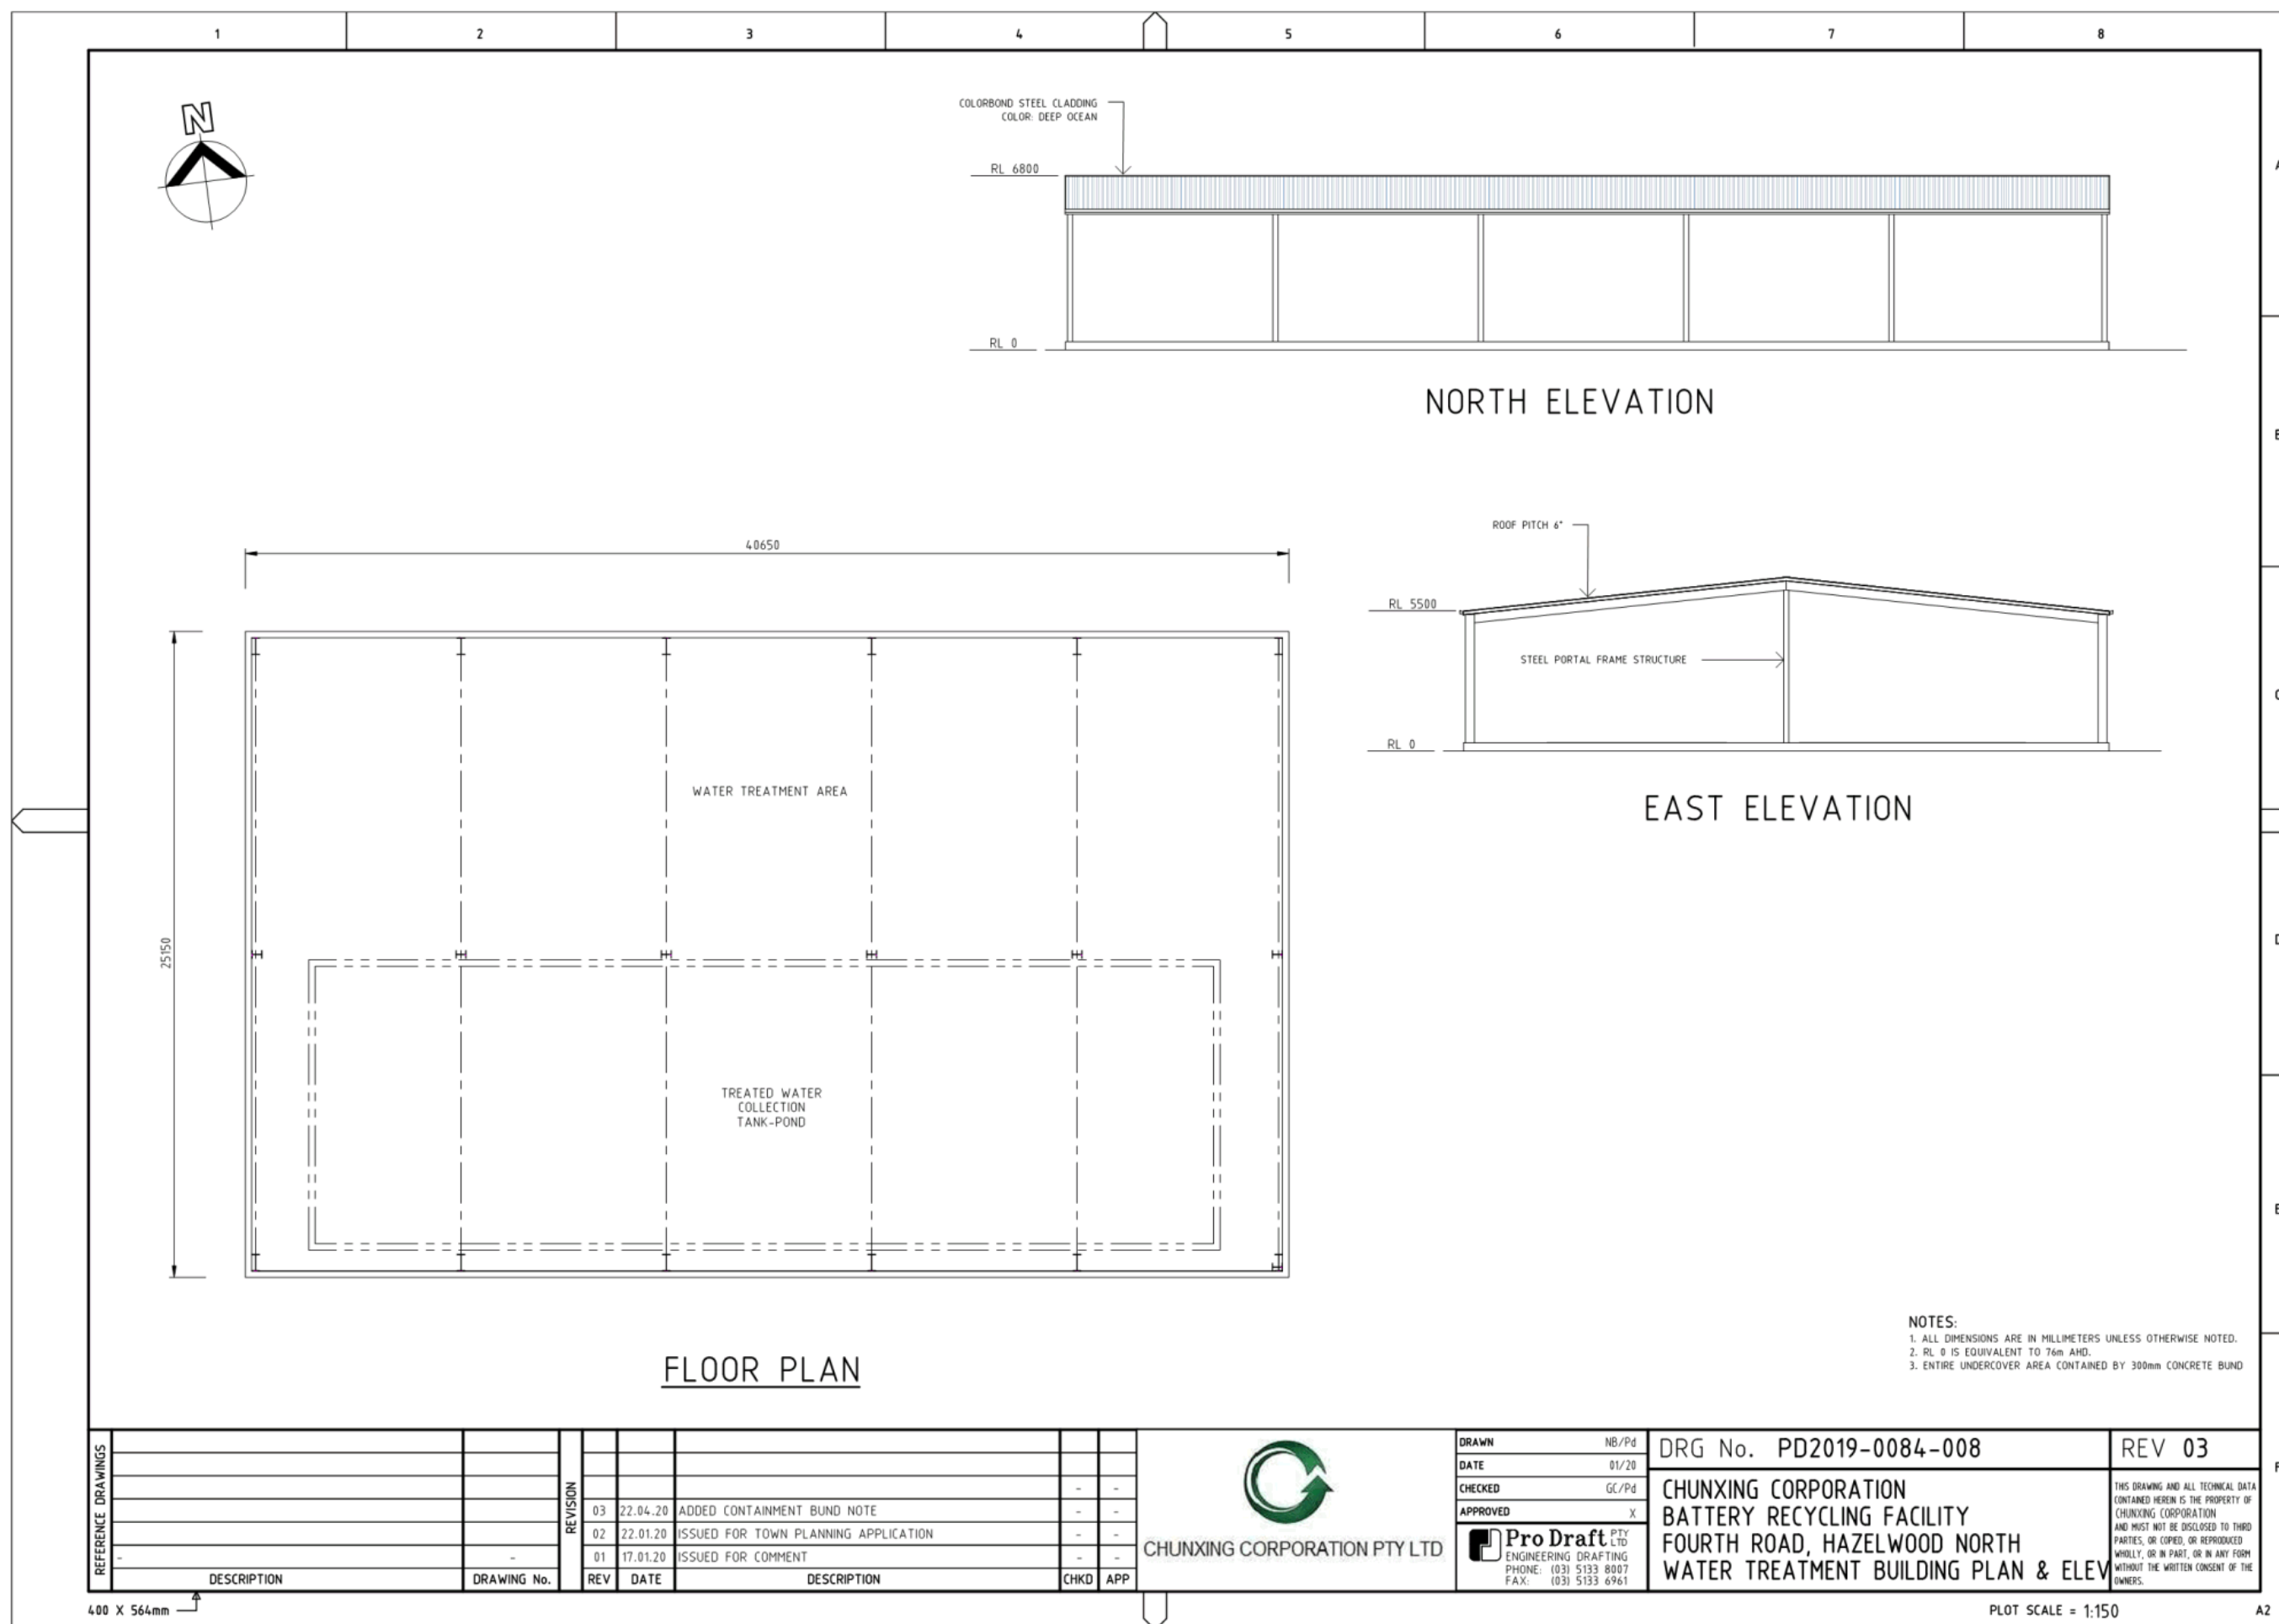 1 2 3 4 5 6 7 8
N
COLORBOND STEEL CLADDING
COLOR: DEEP OCEAN
RL 6800
RL 0
NORTH ELEVATION
ROOF PITCH 6°
RL 5500
STEEL PORTAL FRAME STRUCTURE
RL 0
EAST ELEVATION
40650
25150
WATER TREATMENT AREA
TREATED WATER
COLLECTION
TANK-POND
FLOOR PLAN
NOTES:
1. ALL DIMENSIONS ARE IN MILLIMETERS UNLESS OTHERWISE NOTED.
2. RL 0 IS EQUIVALENT TO 76m AHD.
3. ENTIRE UNDERCOVER AREA CONTAINED BY 300mm CONCRETE BUND
REFERENCE DRAWINGS
- -
DESCRIPTION DRAWING No.
REVISION
- -
03 22.04.20 ADDED CONTAINMENT BUND NOTE - -
02 22.01.20 ISSUED FOR TOWN PLANNING APPLICATION - -
01 17.01.20 ISSUED FOR COMMENT - -
REV DATE DESCRIPTION CHKD APP
CHUNXING CORPORATION PTY LTD
DRAWN NB/Pd
DATE 01/20
CHECKED GC/Pd
APPROVED X
Pro Draft PTY LTD
ENGINEERING DRAFTING
PHONE: (03) 5133 8007
FAX: (03) 5133 6961
DRG No. PD2019-0084-008
REV 03
CHUNXING CORPORATION
BATTERY RECYCLING FACILITY
FOURTH ROAD, HAZELWOOD NORTH
WATER TREATMENT BUILDING PLAN & ELEV
THIS DRAWING AND ALL TECHNICAL DATA
CONTAINED HEREIN IS THE PROPERTY OF
CHUNXING CORPORATION
AND MUST NOT BE DISCLOSED TO THIRD
PARTIES, OR COPIED, OR REPRODUCED
WHOLLY, OR IN PART, OR IN ANY FORM
WITHOUT THE WRITTEN CONSENT OF THE
OWNERS.
400 X 564mm
PLOT SCALE = 1:150
A2